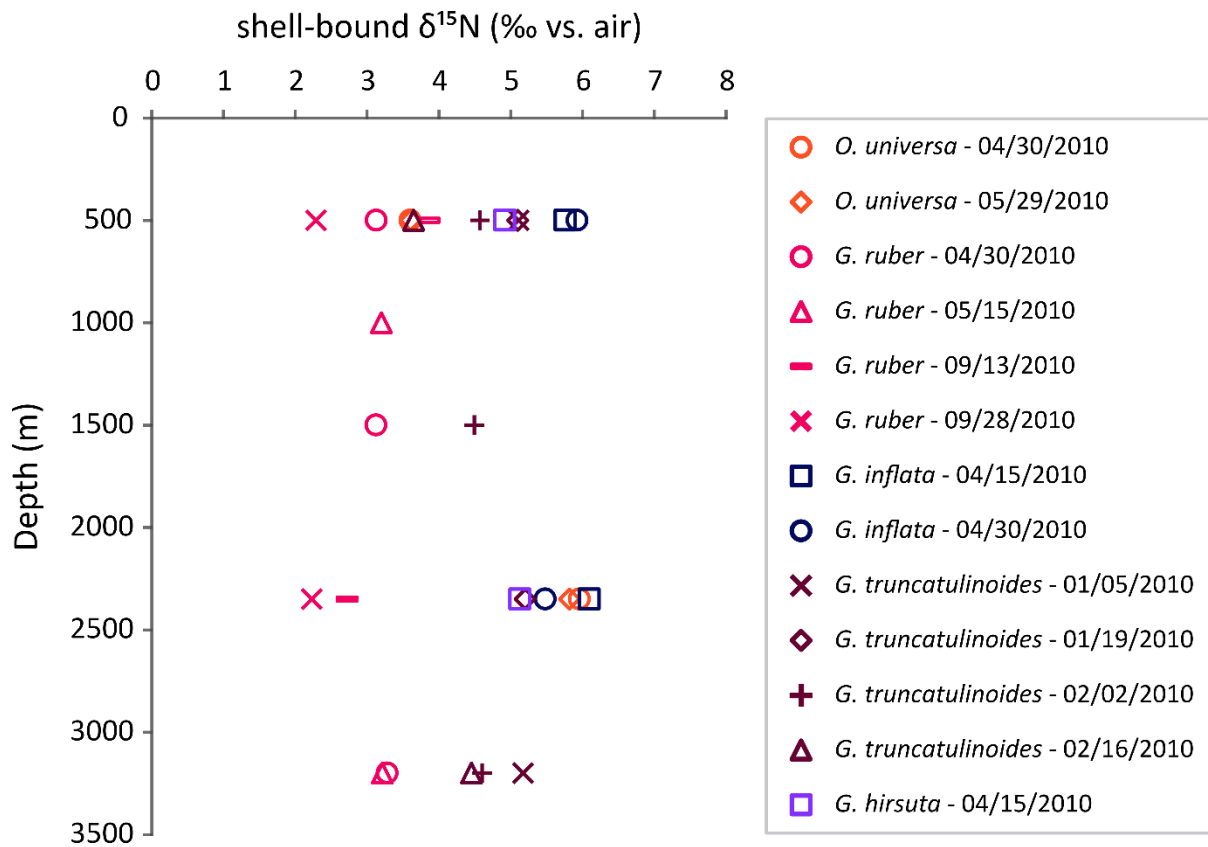 shell-bound δ¹⁵N (‰ vs. air)
0 1 2 3 4 5 6 7 8
0
500
1000
1500
2000
2500
3000
3500
Depth (m)
O. universa - 04/30/2010
O. universa - 05/29/2010
G. ruber - 04/30/2010
G. ruber - 05/15/2010
G. ruber - 09/13/2010
G. ruber - 09/28/2010
G. inflata - 04/15/2010
G. inflata - 04/30/2010
G. truncatulinoides - 01/05/2010
G. truncatulinoides - 01/19/2010
G. truncatulinoides - 02/02/2010
G. truncatulinoides - 02/16/2010
G. hirsuta - 04/15/2010